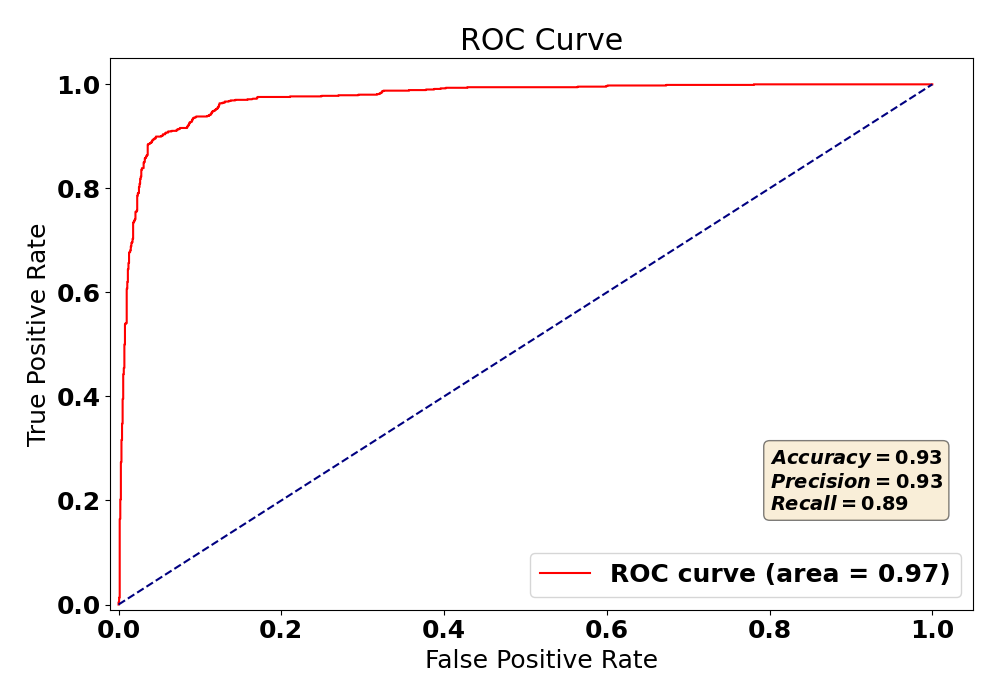 ROC Curve
True Positive Rate
1.0
0.8
0.6
0.4
0.2
0.0
Accuracy = 0.93
Precision = 0.93
Recall = 0.89
ROC curve (area = 0.97)
0.0 0.2 0.4 0.6 0.8 1.0
False Positive Rate